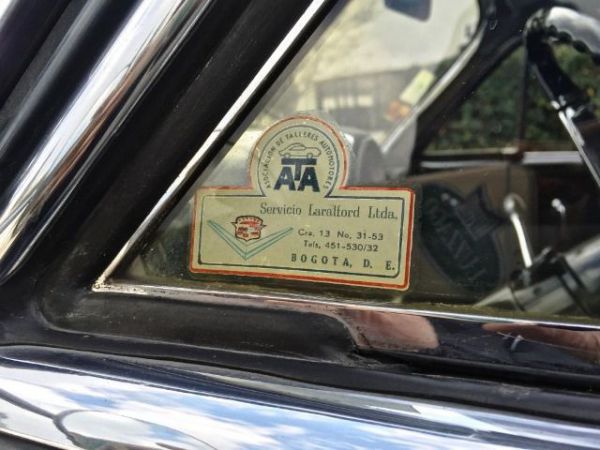 ASOCIACION DE TALLERES AUTOMOTORES
ATA
Servicio Laralford Ltda.
Cra. 13 No. 31-53
Tels. 451-530/32
BOGOTA, D. E.